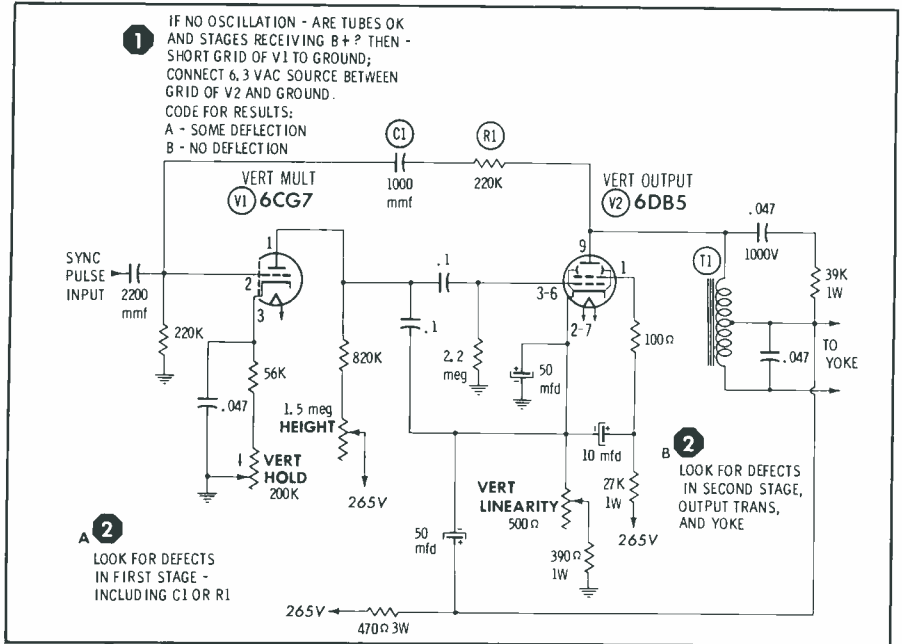 1
IF NO OSCILLATION - ARE TUBES OK
AND STAGES RECEIVING B+? THEN -
SHORT GRID OF V1 TO GROUND;
CONNECT 6.3 VAC SOURCE BETWEEN
GRID OF V2 AND GROUND.
CODE FOR RESULTS:
A - SOME DEFLECTION
B - NO DEFLECTION
C1
1000
mmf
R1
220K
VERT MULT
V1 6CG7
VERT OUTPUT
V2 6DB5
1
2
3
SYNC
PULSE
INPUT
2200
mmf
220K
.047
56K
VERT
HOLD
200K
820K
1.5 meg
HEIGHT
265V
.1
.1
2.2
meg
9
1
3-6
2-7
50
mfd
100Ω
10 mfd
27K
1W
265V
VERT
LINEARITY
500Ω
390Ω
1W
50
mfd
265V
470Ω 3W
T1
.047
1000V
39K
1W
.047
TO
YOKE
A 2
LOOK FOR DEFECTS
IN FIRST STAGE -
INCLUDING C1 OR R1
B 2
LOOK FOR DEFECTS
IN SECOND STAGE,
OUTPUT TRANS,
AND YOKE